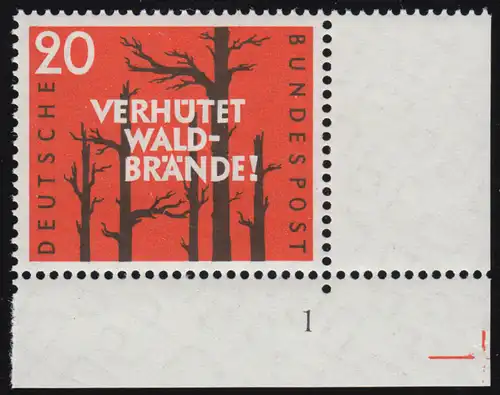 20
DEUTSCHE
BUNDESPOST
VERHÜTET
WALD-
BRÄNDE!
1